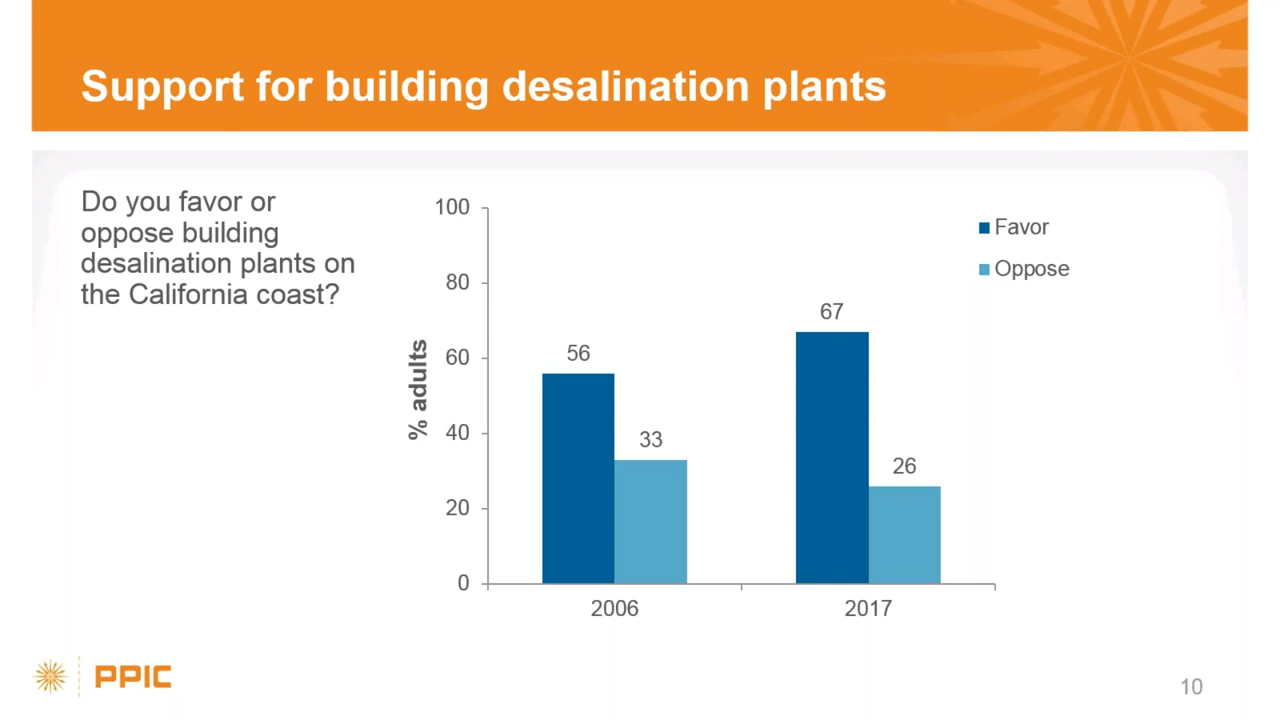 Support for building desalination plants
Do you favor or
oppose building
desalination plants on
the California coast?
% adults
100
80
60
40
20
0
56
33
67
26
2006
2017
Favor
Oppose
PPIC
10